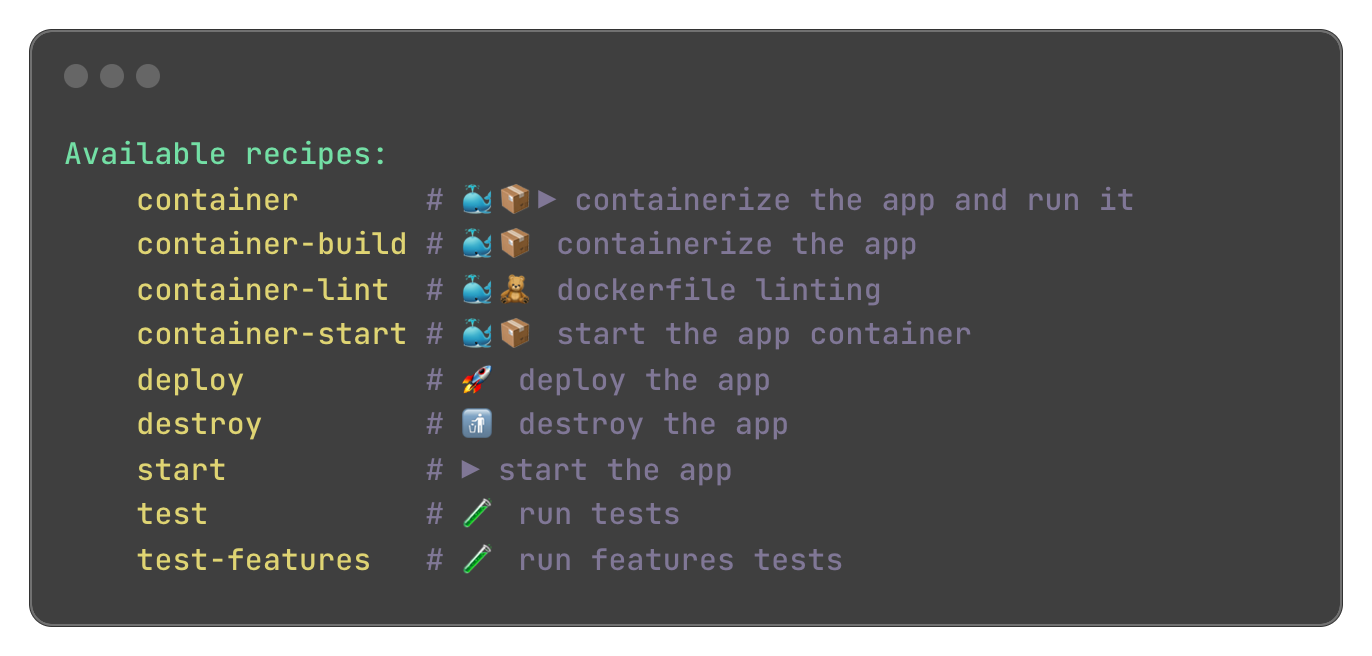 Available recipes:
container # 🐳📦▶ containerize the app and run it
container-build # 🐳📦 containerize the app
container-lint # 🐳🧸 dockerfile linting
container-start # 🐳📦 start the app container
deploy # 🚀 deploy the app
destroy # 🚮 destroy the app
start # ▶ start the app
test # 🧪 run tests
test-features # 🧪 run features tests